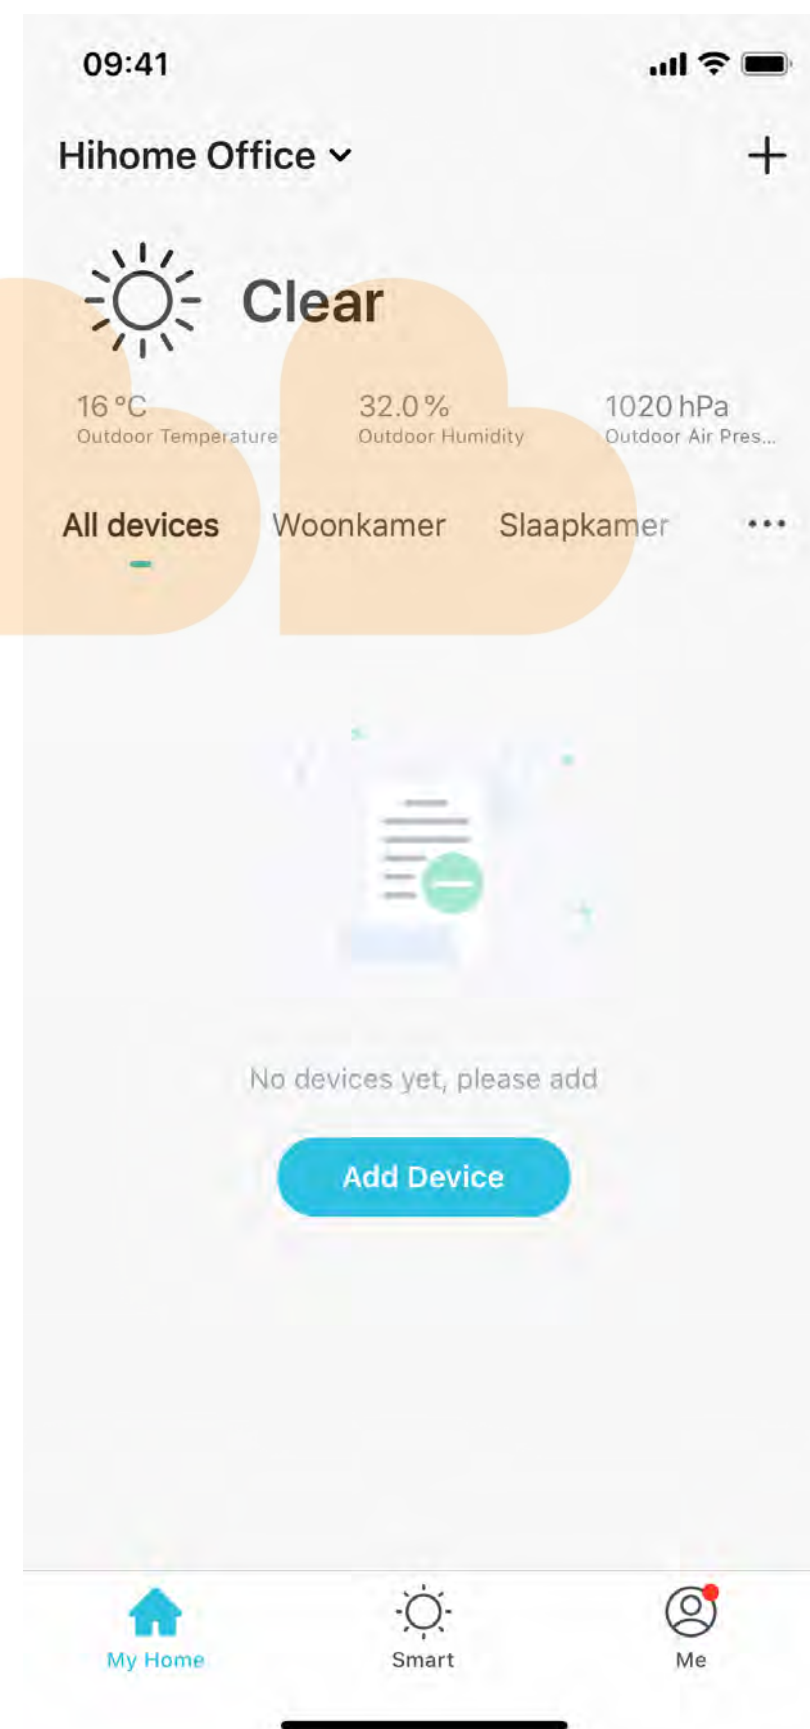 09:41
Hihome Office
Clear
16 °C 32.0 % 1020 hPa
Outdoor Temperature Outdoor Humidity Outdoor Air Pres...
All devices Woonkamer Slaapkamer
No devices yet, please add
Add Device
My Home Smart Me